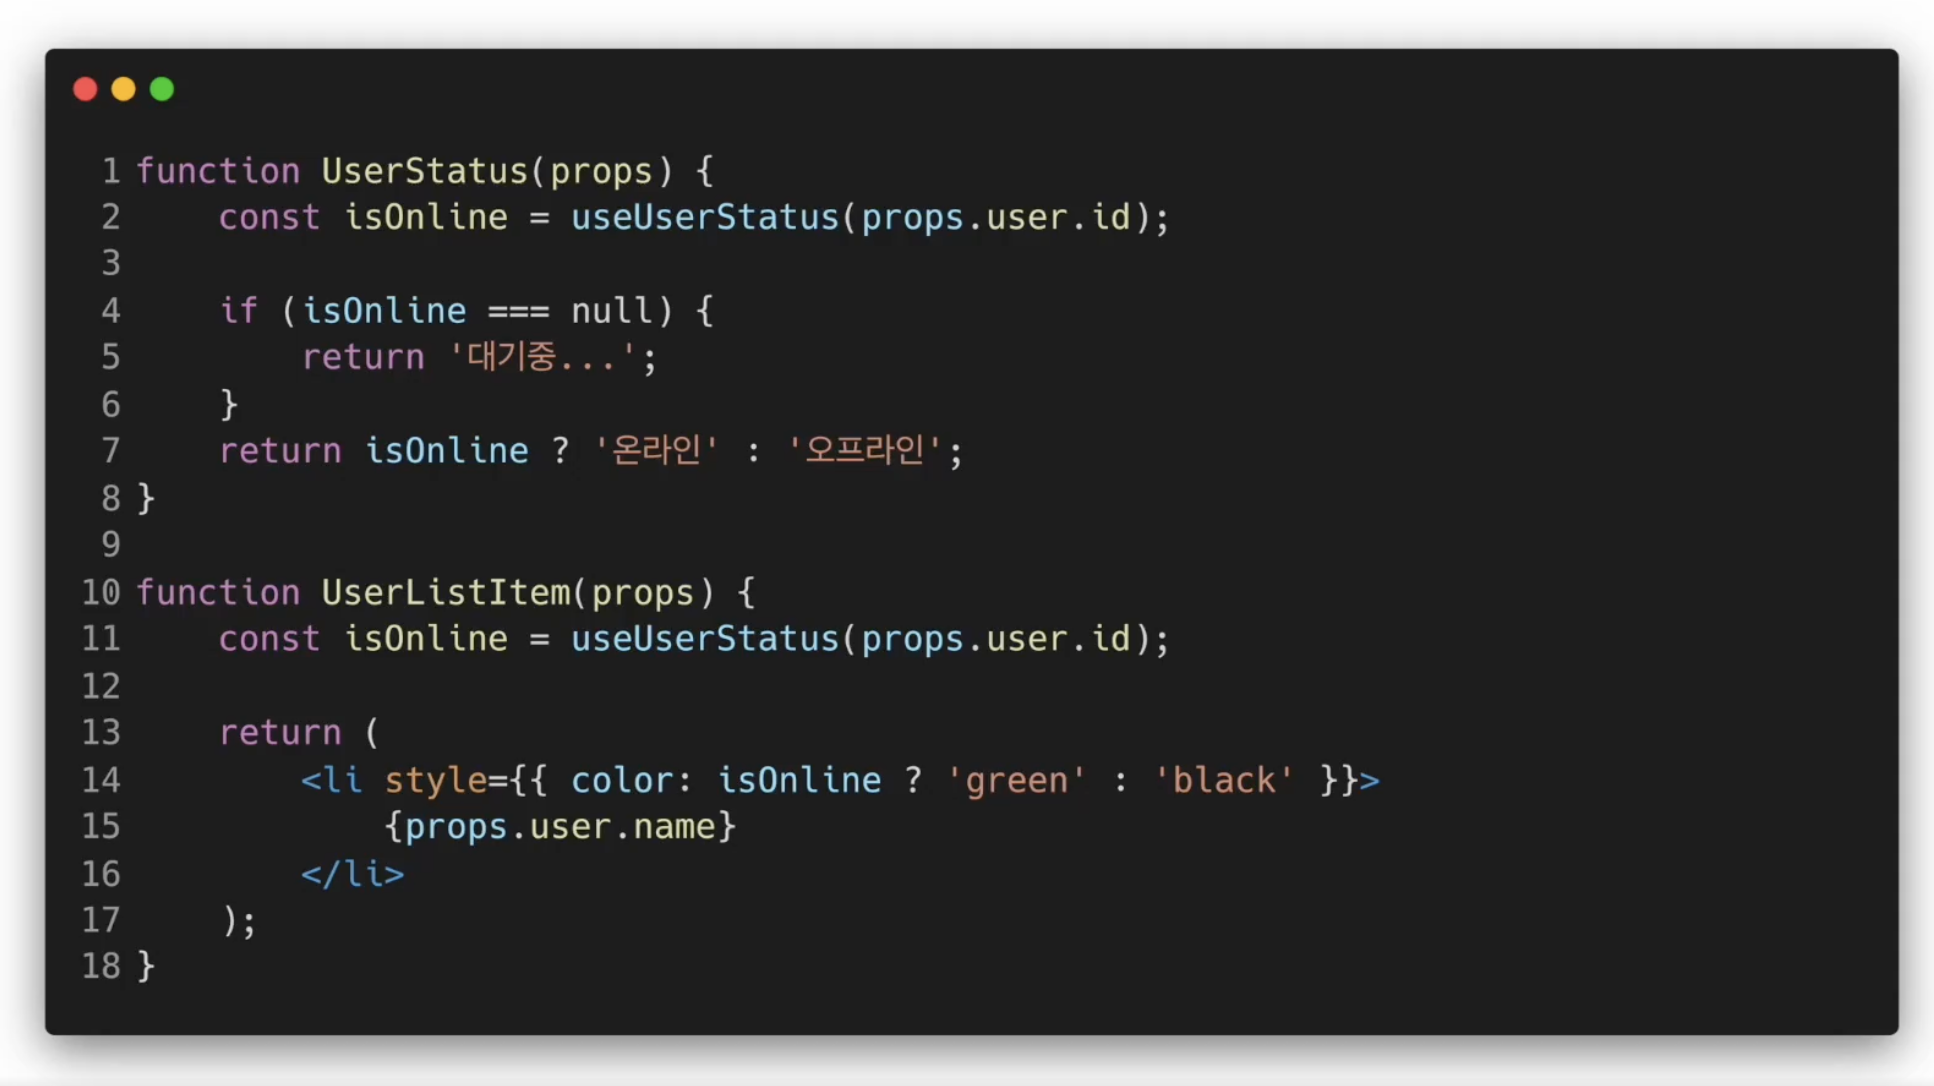 1 function UserStatus(props) {
2     const isOnline = useUserStatus(props.user.id);
3
4     if (isOnline === null) {
5         return '대기중...';
6     }
7     return isOnline ? '온라인' : '오프라인';
8 }
9
10 function UserListItem(props) {
11     const isOnline = useUserStatus(props.user.id);
12
13     return (
14         <li style={{ color: isOnline ? 'green' : 'black' }}>
15             {props.user.name}
16         </li>
17     );
18 }